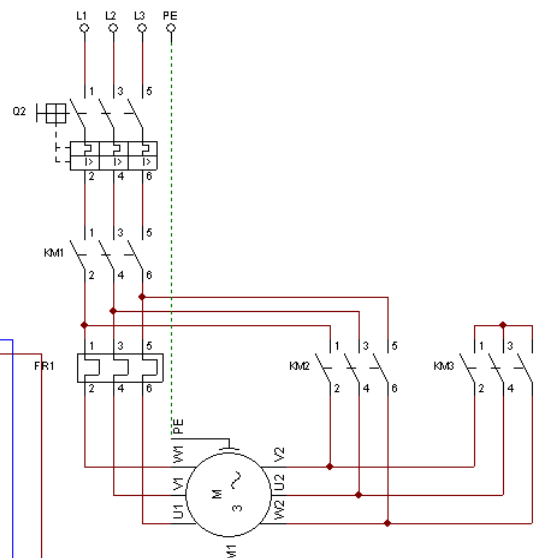 L1 L2 L3 PE
Q2 1 3 5
I> I> I>
2 4 6
KM1 1 3 5
2 4 6
FR1 1 3 5
2 4 6
KM2 1 3 5
2 4 6
KM3 1 3 5
2 4 6
PE
W1 V2
V1 M 3 U2
U1 W2
M1